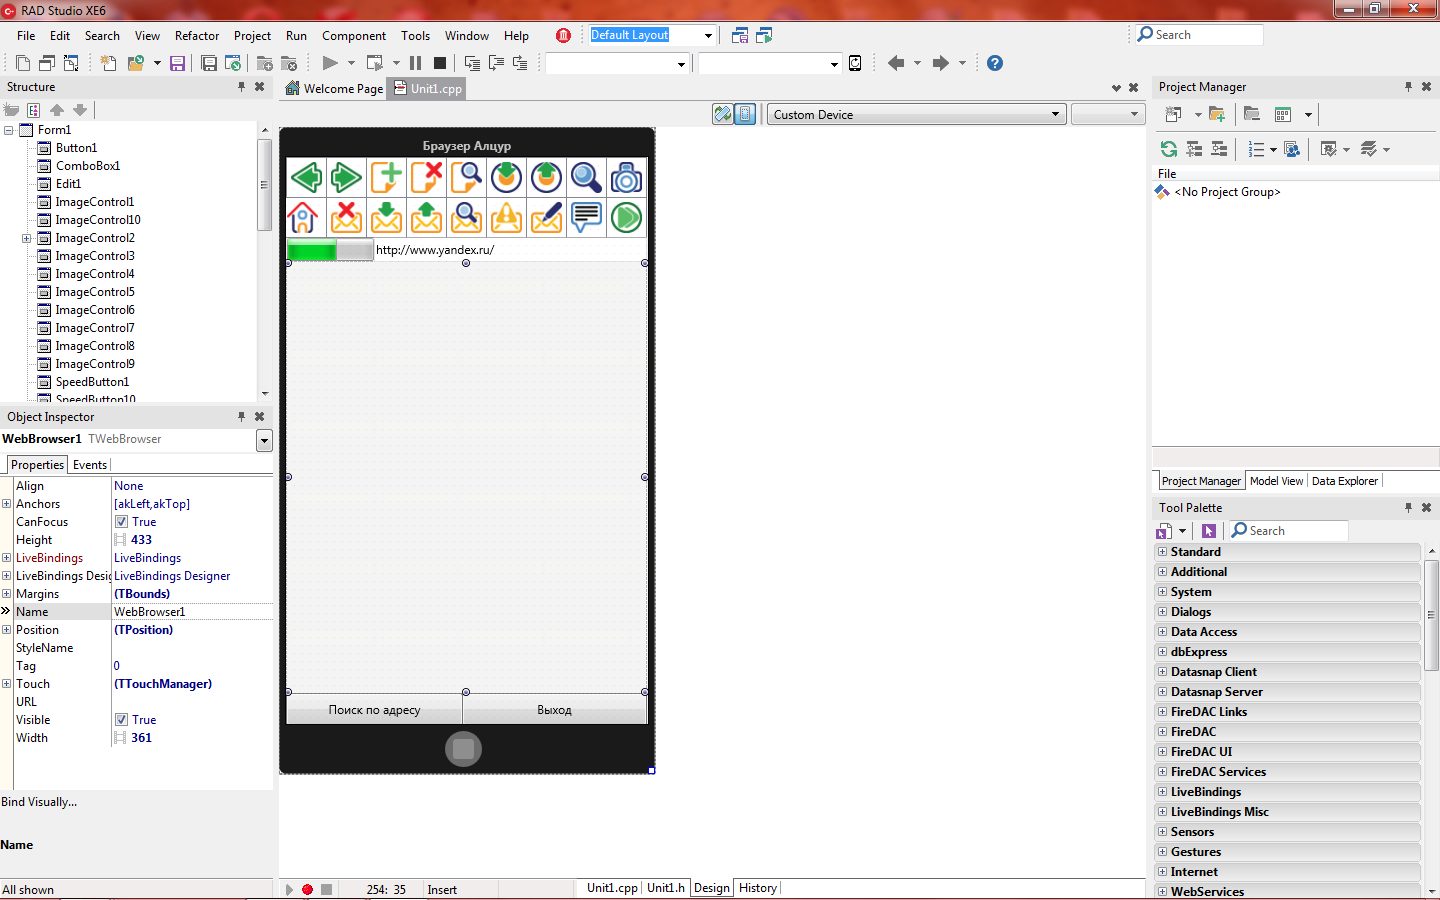 RAD Studio XE6
File Edit Search View Refactor Project Run Component Tools Window Help
Default Layout
Search
Structure
Welcome Page
Unit1.cpp
Project Manager
Custom Device
Form1
Button1
ComboBox1
Edit1
ImageControl1
ImageControl10
ImageControl2
ImageControl3
ImageControl4
ImageControl5
ImageControl6
ImageControl7
ImageControl8
ImageControl9
SpeedButton1
SpeedButton10
Браузер Алцур
http://www.yandex.ru/
Поиск по адресу
Выход
File
<No Project Group>
Object Inspector
WebBrowser1 TWebBrowser
Properties Events
Align None
Anchors [akLeft,akTop]
CanFocus True
Height 433
LiveBindings LiveBindings
LiveBindings Desig LiveBindings Designer
Margins (TBounds)
Name WebBrowser1
Position (TPosition)
StyleName
Tag 0
Touch (TTouchManager)
URL
Visible True
Width 361
Bind Visually...
Name
All shown
254: 35
Insert
Unit1.cpp Unit1.h Design History
Project Manager Model View Data Explorer
Tool Palette
Search
Standard
Additional
System
Dialogs
Data Access
dbExpress
Datasnap Client
Datasnap Server
FireDAC Links
FireDAC
FireDAC UI
FireDAC Services
LiveBindings
LiveBindings Misc
Sensors
Gestures
Internet
WebServices